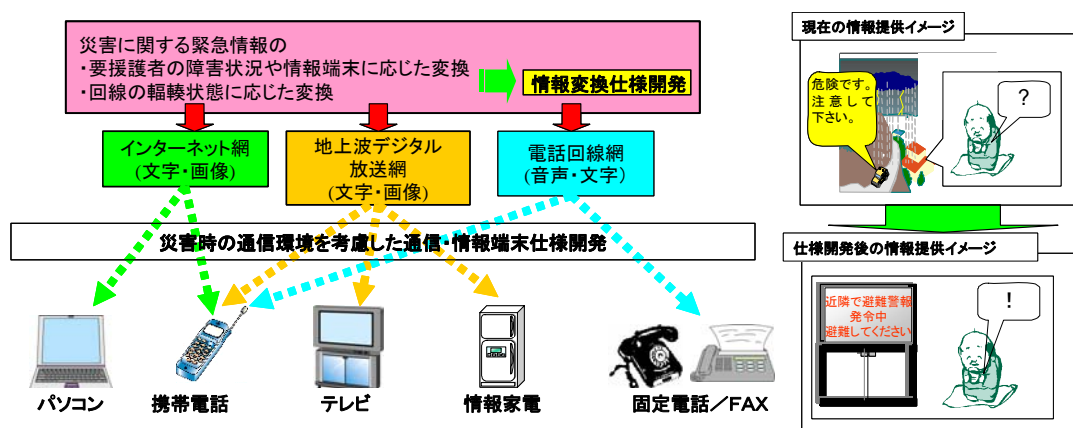 災害に関する緊急情報の
・要援護者の障害状況や情報端末に応じた変換
・回線の輻輳状態に応じた変換
情報変換仕様開発
インターネット網
(文字・画像)
地上波デジタル
放送網
(文字・画像)
電話回線網
(音声・文字)
災害時の通信環境を考慮した通信・情報端末仕様開発
パソコン
携帯電話
テレビ
情報家電
固定電話/FAX
現在の情報提供イメージ
危険です。
注意して
下さい。
?
仕様開発後の情報提供イメージ
近隣で避難警報
発令中
避難してください
!